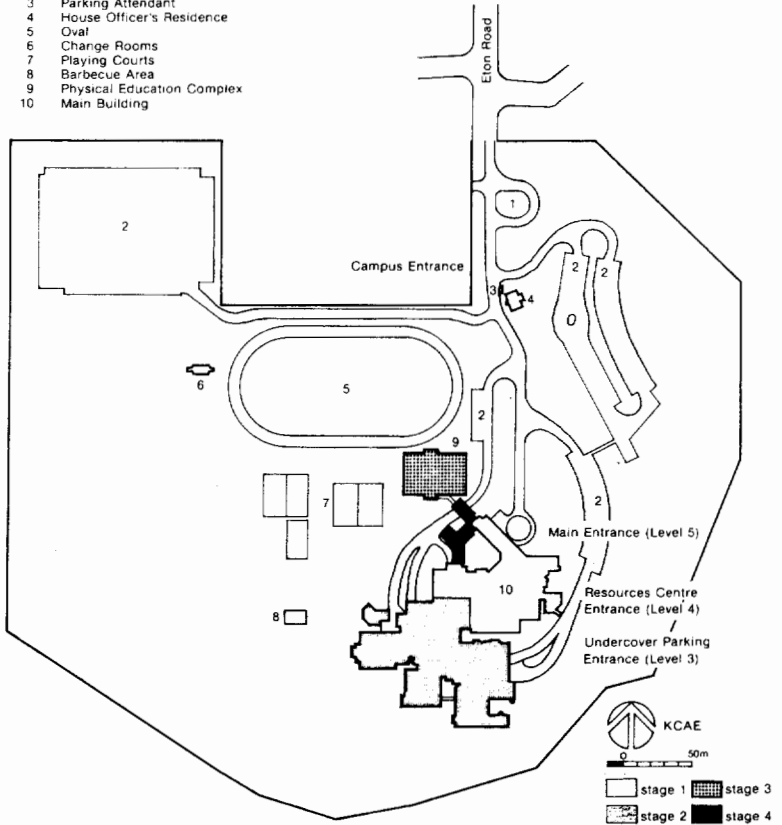 3 Parking Attendant
4 House Officer's Residence
5 Oval
6 Change Rooms
7 Playing Courts
8 Barbecue Area
9 Physical Education Complex
10 Main Building
Eton Road
1
2
Campus Entrance
2 2
3
4
0
6
5
2
9
7
2
Main Entrance (Level 5)
10
Resources Centre
Entrance (Level 4)
8
Undercover Parking
Entrance (Level 3)
KCAE
0 50m
stage 1 stage 3
stage 2 stage 4